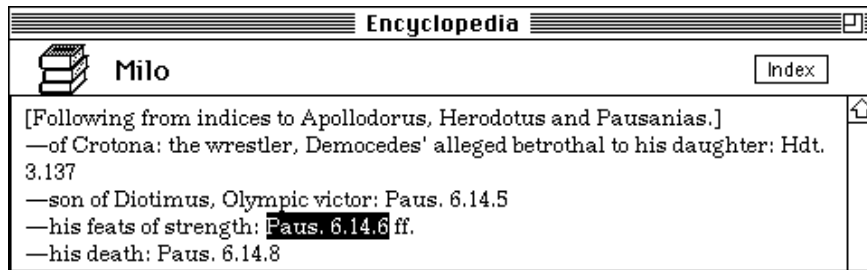 Encyclopedia
Milo
Index
[Following from indices to Apollodorus, Herodotus and Pausanias.]
—of Crotona: the wrestler, Democedes' alleged betrothal to his daughter: Hdt.
3.137
—son of Diotimus, Olympic victor: Paus. 6.14.5
—his feats of strength: Paus. 6.14.6 ff.
—his death: Paus. 6.14.8